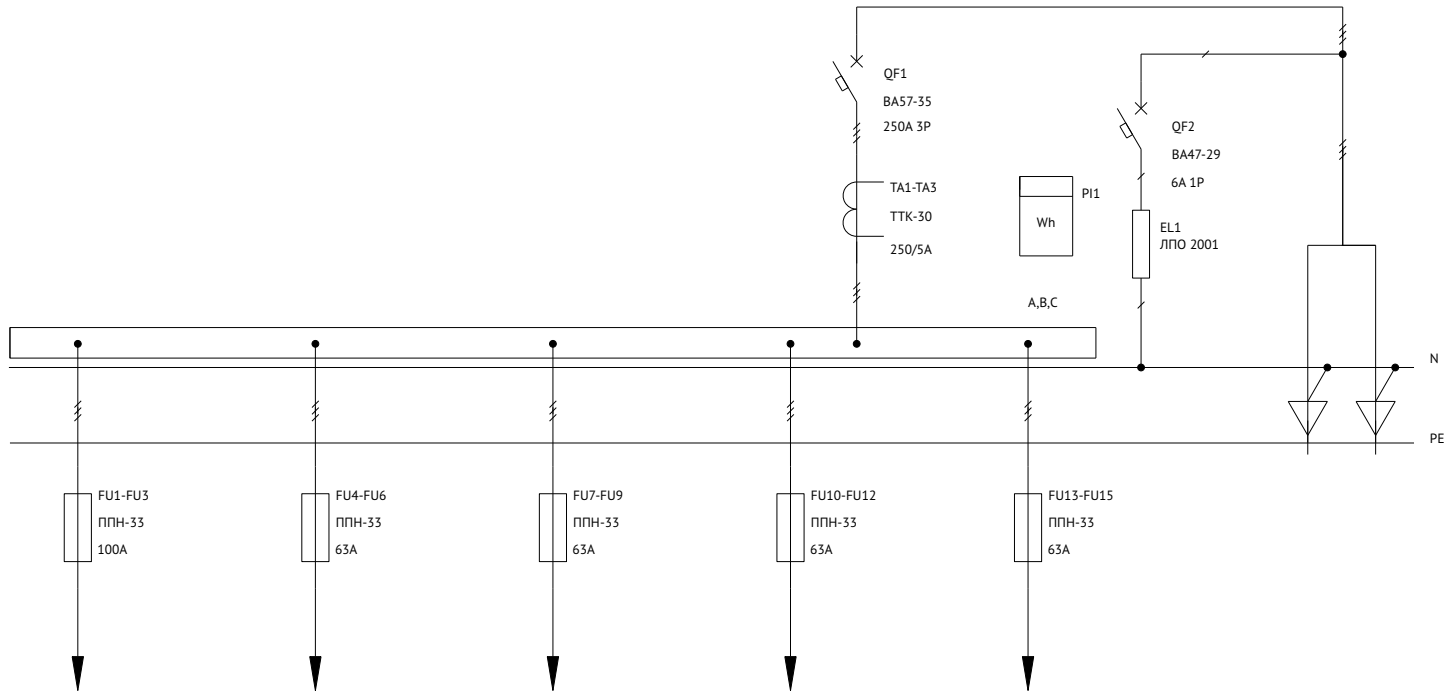 QF1
ВА57-35
250А 3Р
QF2
ВА47-29
6А 1Р
ТА1-ТА3
ТТК-30
250/5А
PI1
Wh
EL1
ЛПО 2001
А,В,С
N
PE
FU1-FU3
ППН-33
100А
FU4-FU6
ППН-33
63А
FU7-FU9
ППН-33
63А
FU10-FU12
ППН-33
63А
FU13-FU15
ППН-33
63А